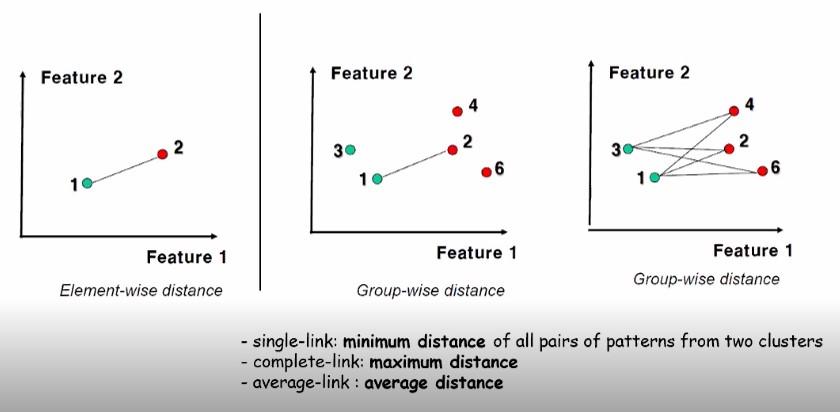 Feature 2
2
1
Feature 1
Element-wise distance
Feature 2
4
2
3
1
6
Feature 1
Group-wise distance
Feature 2
4
2
3
1
6
Feature 1
Group-wise distance
- single-link: minimum distance of all pairs of patterns from two clusters
- complete-link: maximum distance
- average-link : average distance